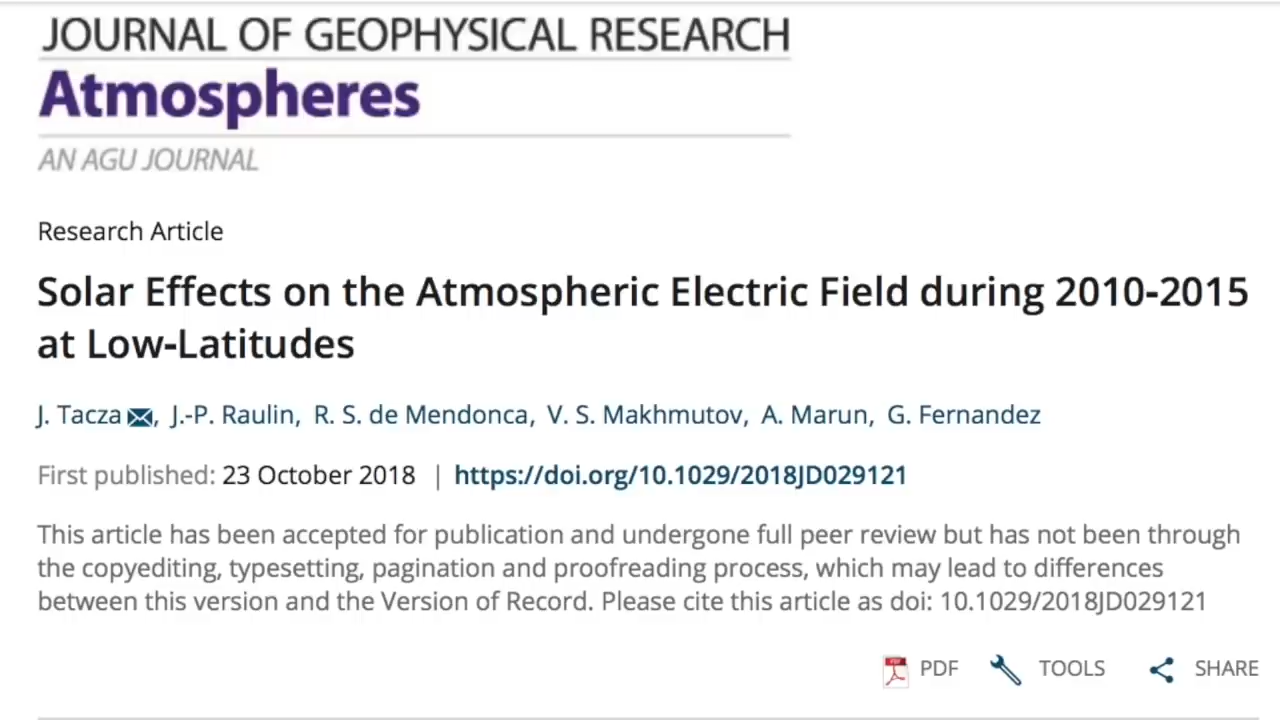 JOURNAL OF GEOPHYSICAL RESEARCH
Atmospheres
AN AGU JOURNAL
Research Article
Solar Effects on the Atmospheric Electric Field during 2010-2015
at Low-Latitudes
J. Tacza, J.-P. Raulin, R. S. de Mendonca, V. S. Makhmutov, A. Marun, G. Fernandez
First published: 23 October 2018 | https://doi.org/10.1029/2018JD029121
This article has been accepted for publication and undergone full peer review but has not been through
the copyediting, typesetting, pagination and proofreading process, which may lead to differences
between this version and the Version of Record. Please cite this article as doi: 10.1029/2018JD029121
PDF TOOLS SHARE